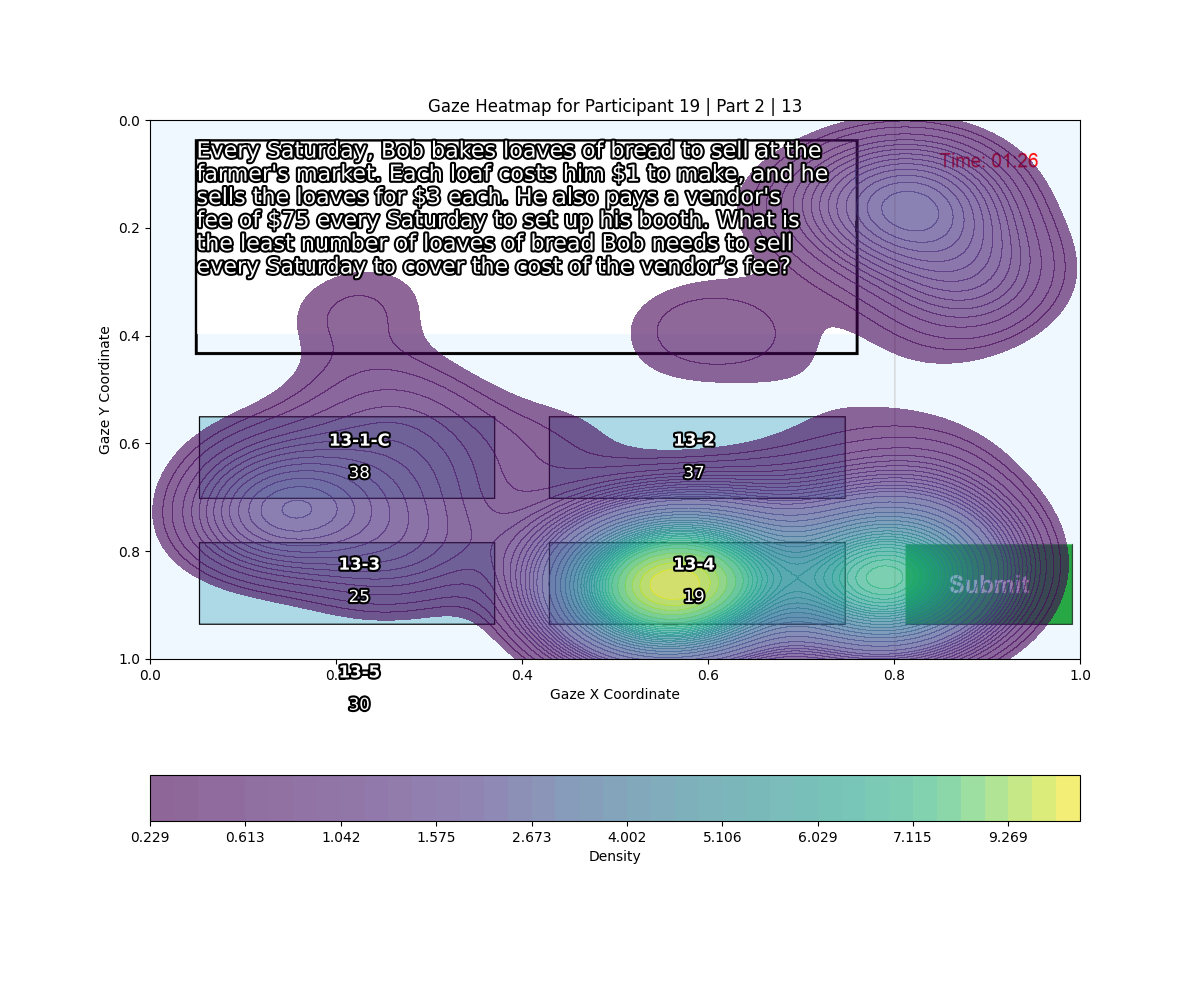 Gaze Heatmap for Participant 19 | Part 2 | 13
Every Saturday, Bob bakes loaves of bread to sell at the
farmer's market. Each loaf costs him $1 to make, and he
sells the loaves for $3 each. He also pays a vendor's
fee of $75 every Saturday to set up his booth. What is
the least number of loaves of bread Bob needs to sell
every Saturday to cover the cost of the vendor’s fee?
Time: 01:26
13-1-C
38
13-2
37
13-3
25
13-4
19
Submit
13-5
30
0.0
0.2
0.4
0.6
0.8
1.0
Gaze Y Coordinate
0.0
0.4
0.6
0.8
1.0
Gaze X Coordinate
0.229
0.613
1.042
1.575
2.673
4.002
5.106
6.029
7.115
9.269
Density